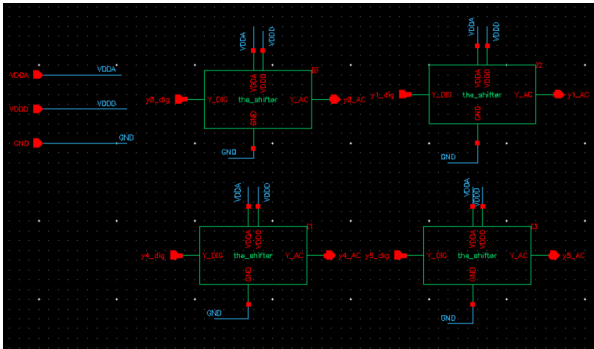 VDDA VDDD VDDA VDDD
VDDA VDDA
VDDD VDDD
GND GND
y0_dig Y_DIG VDDA VDDD the_shifter GND Y_AC y0_AC
GND
y1_dig Y_DIG VDDA VDDD the_shifter GND Y_AC y1_AC
GND
VDDA VDDD VDDA VDDD
y4_dig Y_DIG VDDA VDDD the_shifter GND Y_AC y4_AC
GND
y5_dig Y_DIG VDDA VDDD the_shifter GND Y_AC y5_AC
GND